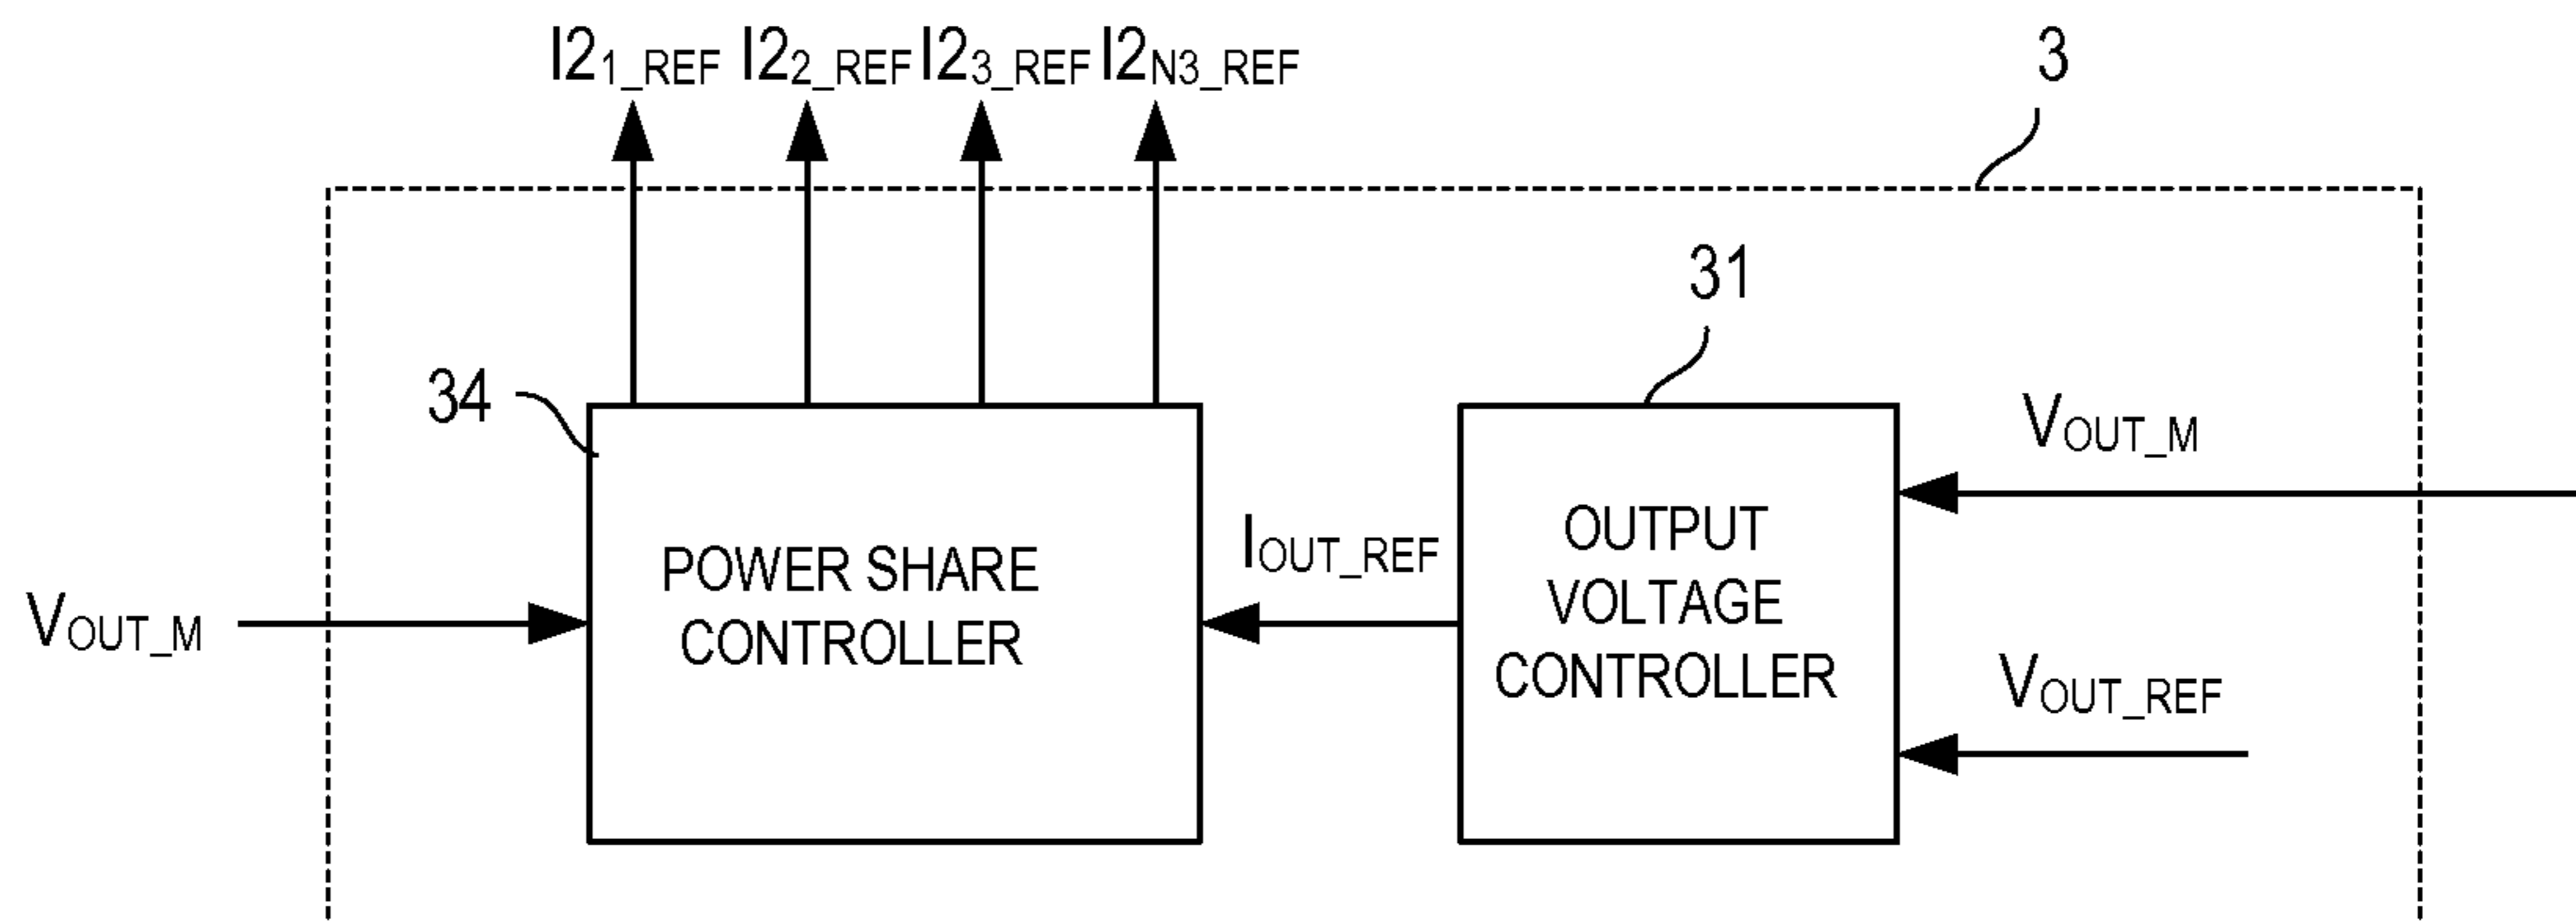 I21_REF I22_REF I23_REF I2N3_REF
3
31
34
VOUT_M
OUTPUT
VOLTAGE
CONTROLLER
IOUT_REF
POWER SHARE
CONTROLLER
VOUT_M
VOUT_REF